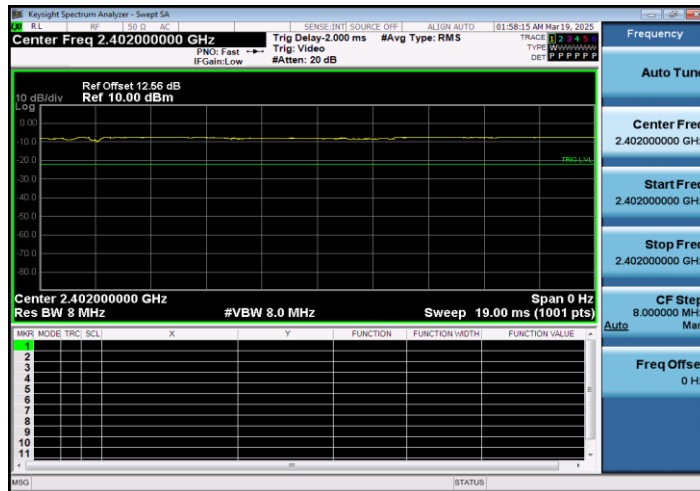 Keysight Spectrum Analyzer - Swept SA
RL RF 50 Ω AC SENSE:INT SOURCE OFF ALIGN AUTO 01:58:15 AM Mar 19, 2025
Center Freq 2.402000000 GHz
PNO: Fast
IFGain:Low
Trig Delay-2.000 ms
Trig: Video
#Atten: 20 dB
#Avg Type: RMS
TRACE 1 2 3 4 5 6
TYPE WWWWWW
DET P P P P P P
Ref Offset 12.56 dB
10 dB/div Ref 10.00 dBm
Log
0.00
-10.0
-20.0
TRIG LVL
-30.0
-40.0
-50.0
-60.0
-70.0
-80.0
Center 2.402000000 GHz Span 0 Hz
Res BW 8 MHz #VBW 8.0 MHz Sweep 19.00 ms (1001 pts)
MKR MODE TRC SCL X Y FUNCTION FUNCTION WIDTH FUNCTION VALUE
1
2
3
4
5
6
7
8
9
10
11
MSG STATUS
Frequency
Auto Tune
Center Freq
2.402000000 GHz
Start Freq
2.402000000 GHz
Stop Freq
2.402000000 GHz
CF Step
8.000000 MHz
Auto Man
Freq Offset
0 Hz